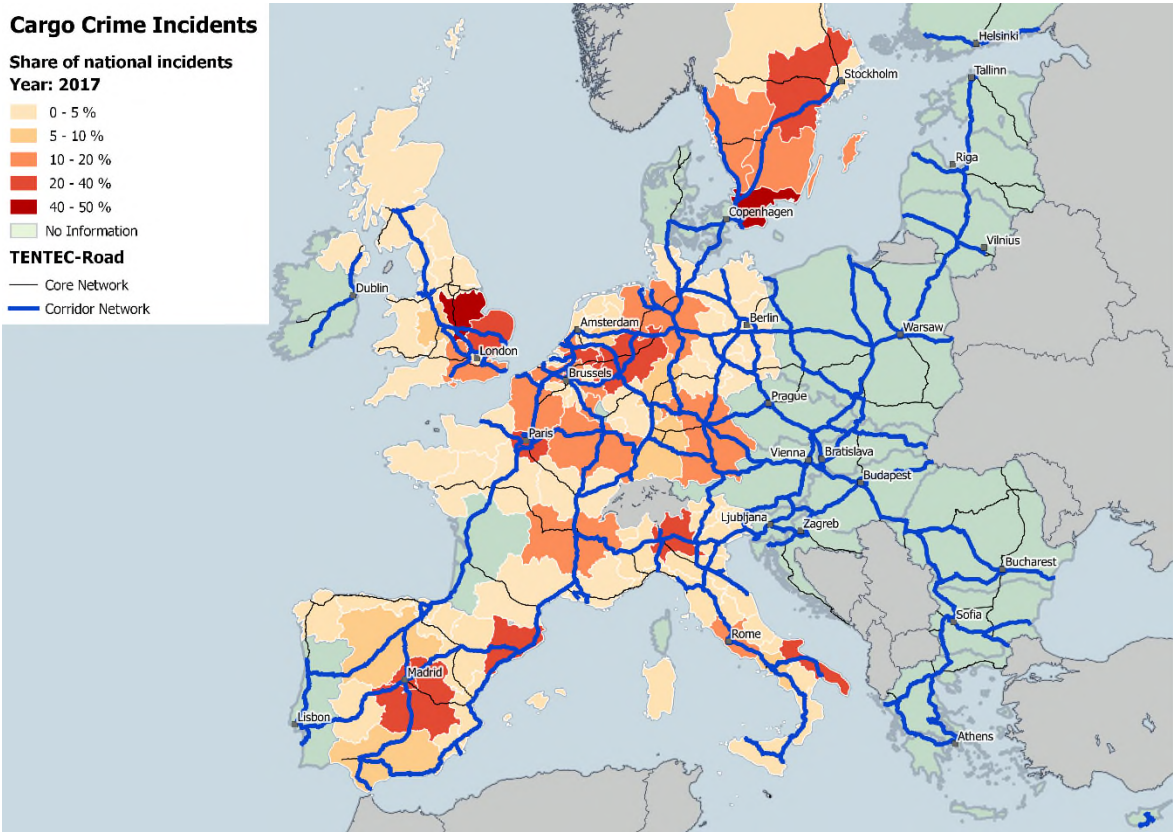 Cargo Crime Incidents
Share of national incidents
Year: 2017
0 - 5 %
5 - 10 %
10 - 20 %
20 - 40 %
40 - 50 %
No Information
TENTEC-Road
Core Network
Corridor Network
Helsinki
Tallinn
Stockholm
Riga
Copenhagen
Vilnius
Dublin
Amsterdam
Berlin
Warsaw
London
Brussels
Prague
Paris
Vienna
Bratislava
Budapest
Ljubljana
Zagreb
Bucharest
Sofia
Rome
Madrid
Lisbon
Athens